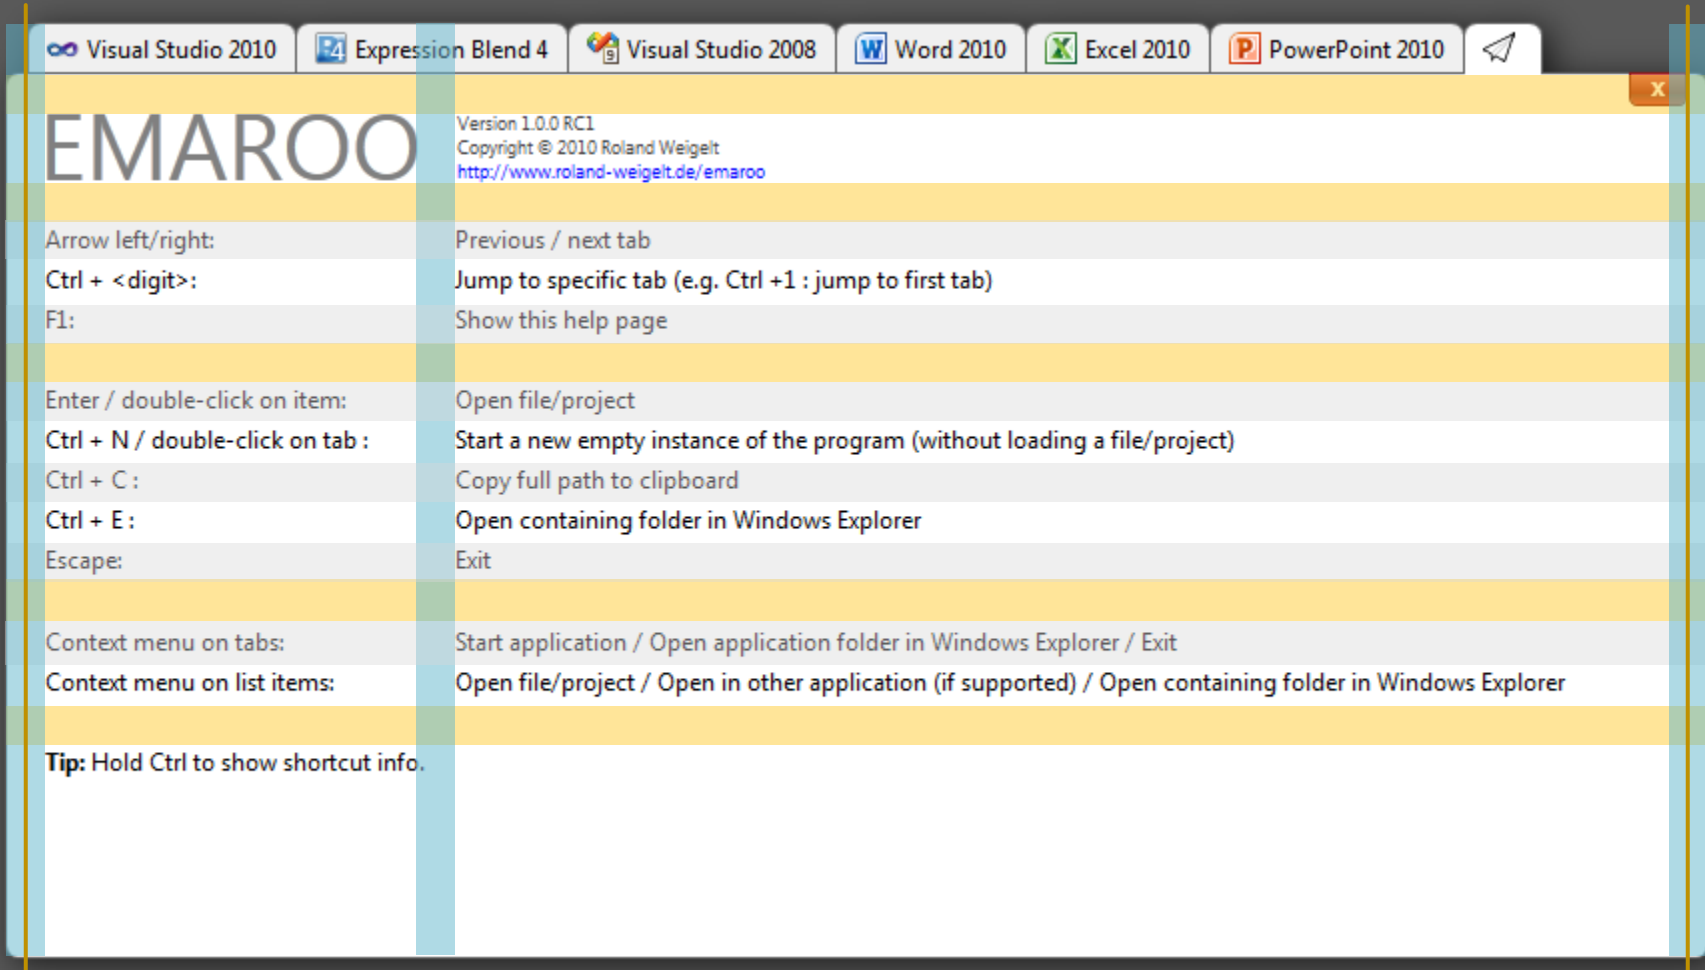 Visual Studio 2010 Expression Blend 4 Visual Studio 2008 Word 2010 Excel 2010 PowerPoint 2010
x
EMAROO
Version 1.0.0 RC1
Copyright © 2010 Roland Weigelt
http://www.roland-weigelt.de/emaroo
Arrow left/right: Previous / next tab
Ctrl + <digit>: Jump to specific tab (e.g. Ctrl +1 : jump to first tab)
F1: Show this help page
Enter / double-click on item: Open file/project
Ctrl + N / double-click on tab : Start a new empty instance of the program (without loading a file/project)
Ctrl + C : Copy full path to clipboard
Ctrl + E : Open containing folder in Windows Explorer
Escape: Exit
Context menu on tabs: Start application / Open application folder in Windows Explorer / Exit
Context menu on list items: Open file/project / Open in other application (if supported) / Open containing folder in Windows Explorer
Tip: Hold Ctrl to show shortcut info.